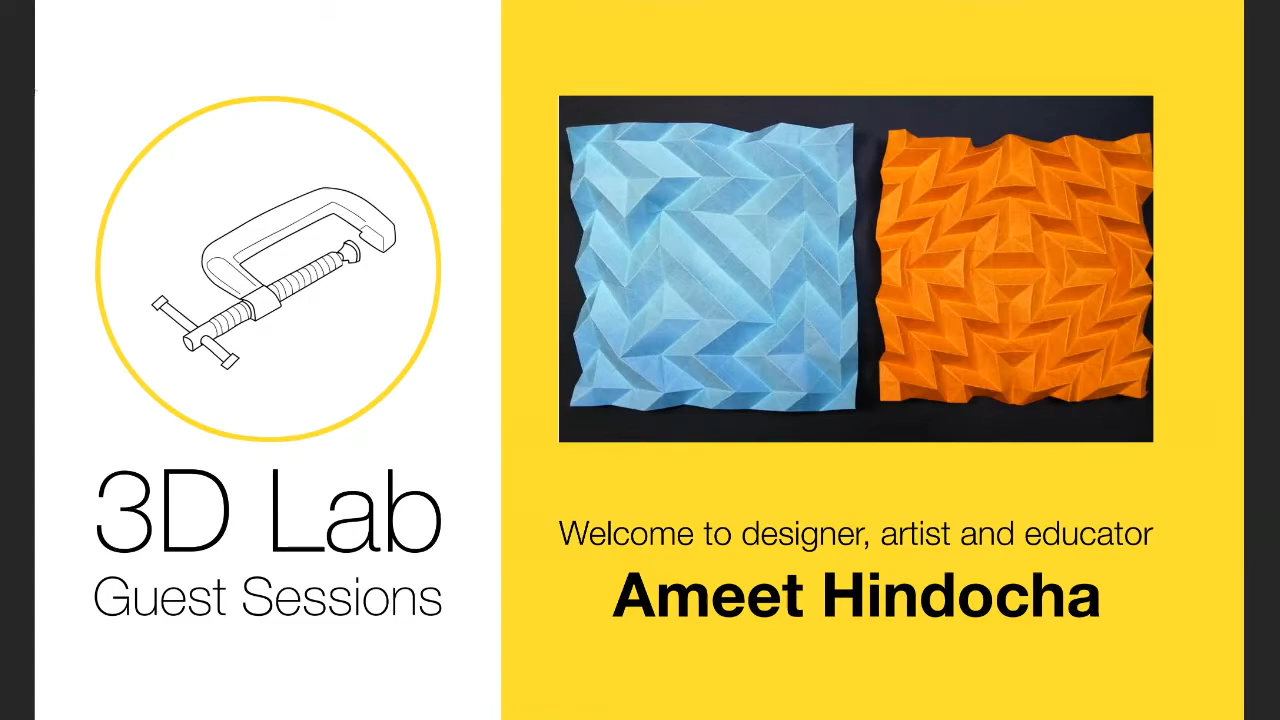 3D Lab
Guest Sessions
Welcome to designer, artist and educator
Ameet Hindocha